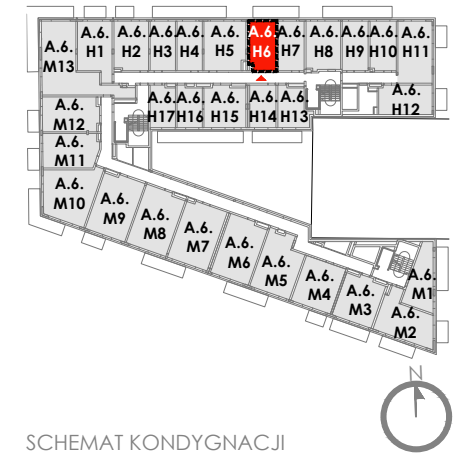 A.6.
H1
A.6.
H2
A.6.
H3
A.6.
H4
A.6.
H5
A.6.
H6
A.6.
H7
A.6.
H8
A.6.
H9
A.6.
H10
A.6.
H11
A.6.
M13
A.6.
H12
A.6.
H17
A.6.
H16
A.6.
H15
A.6.
H14
A.6.
H13
A.6.
M12
A.6.
M11
A.6.
M10
A.6.
M9
A.6.
M8
A.6.
M7
A.6.
M6
A.6.
M5
A.6.
M4
A.6.
M3
A.6.
M1
A.6.
M2
N
SCHEMAT KONDYGNACJI